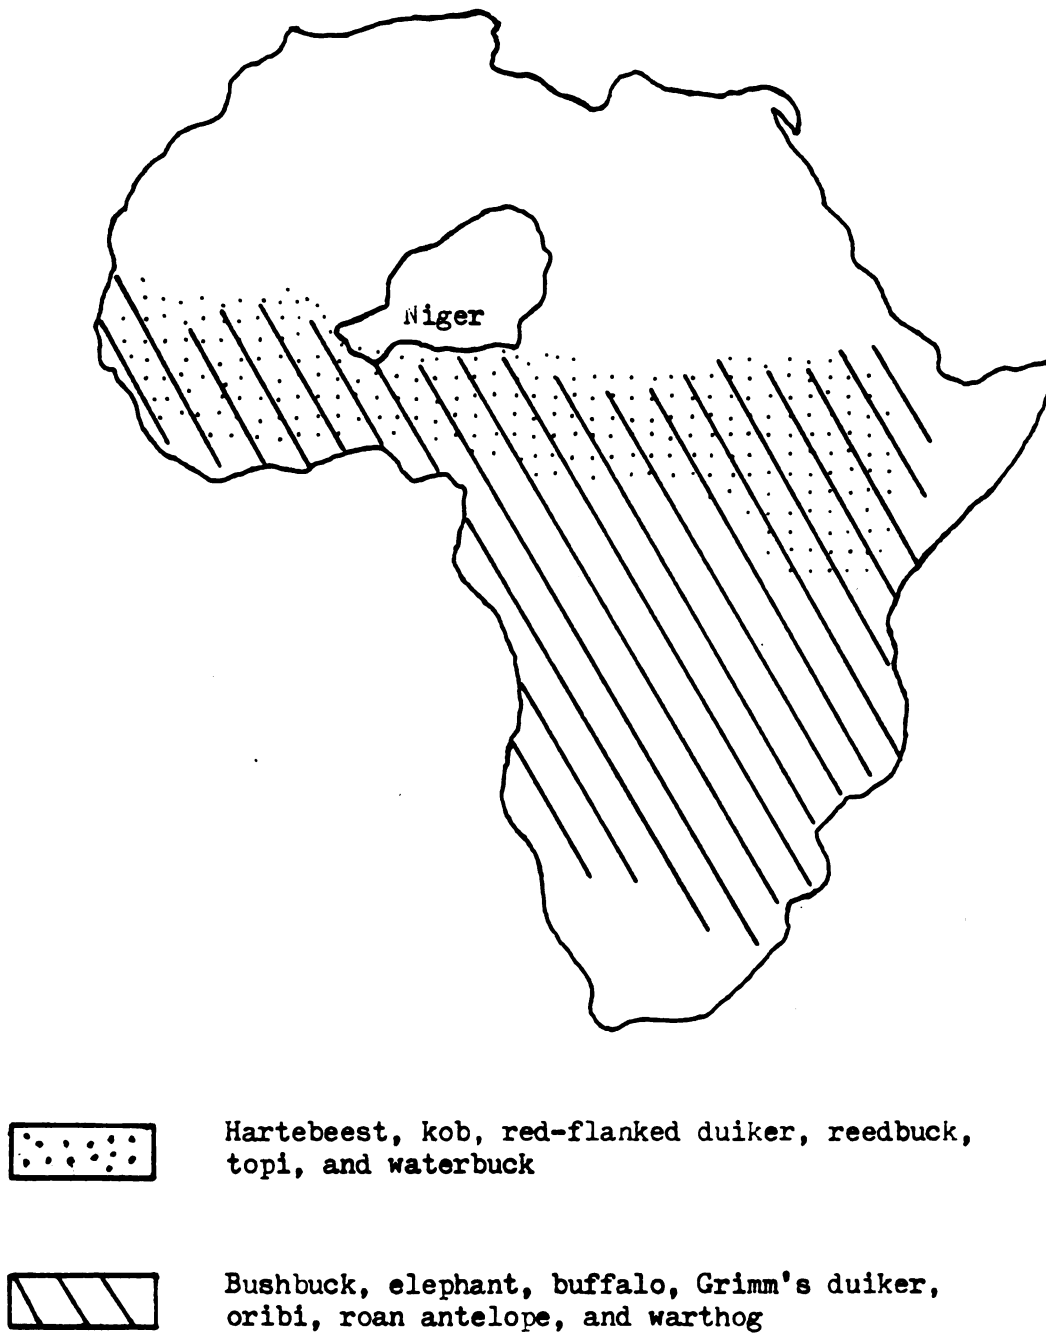 Niger
Hartebeest, kob, red-flanked duiker, reedbuck,
topi, and waterbuck
Bushbuck, elephant, buffalo, Grimm's duiker,
oribi, roan antelope, and warthog